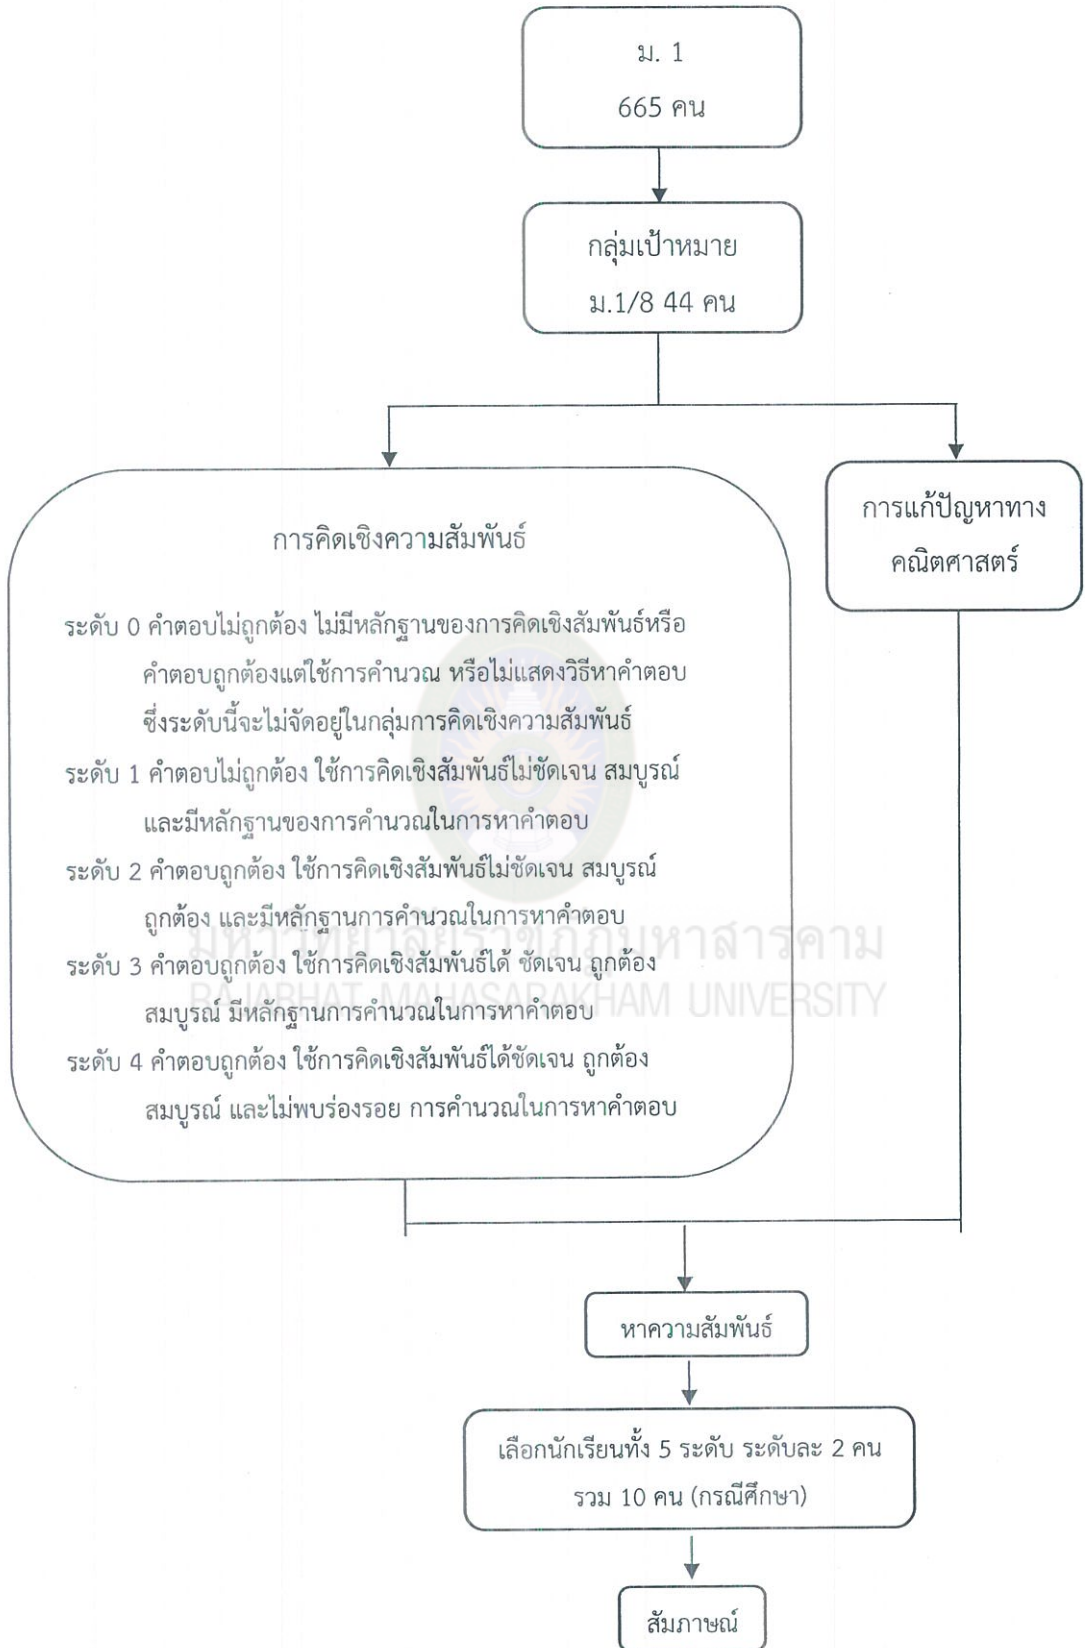 ม. 1
665 คน
กลุ่มเป้าหมาย
ม.1/8 44 คน
การคิดเชิงความสัมพันธ์
ระดับ 0 คำตอบไม่ถูกต้อง ไม่มีหลักฐานของการคิดเชิงสัมพันธ์หรือ
คำตอบถูกต้องแต่ใช้การคำนวณ หรือไม่แสดงวิธีหาคำตอบ
ซึ่งระดับนี้จะไม่จัดอยู่ในกลุ่มการคิดเชิงความสัมพันธ์
ระดับ 1 คำตอบไม่ถูกต้อง ใช้การคิดเชิงสัมพันธ์ไม่ชัดเจน สมบูรณ์
และมีหลักฐานของการคำนวณในการหาคำตอบ
ระดับ 2 คำตอบถูกต้อง ใช้การคิดเชิงสัมพันธ์ไม่ชัดเจน สมบูรณ์
ถูกต้อง และมีหลักฐานการคำนวณในการหาคำตอบ
ระดับ 3 คำตอบถูกต้อง ใช้การคิดเชิงสัมพันธ์ได้ ชัดเจน ถูกต้อง
สมบูรณ์ มีหลักฐานการคำนวณในการหาคำตอบ
ระดับ 4 คำตอบถูกต้อง ใช้การคิดเชิงสัมพันธ์ได้ชัดเจน ถูกต้อง
สมบูรณ์ และไม่พบร่องรอย การคำนวณในการหาคำตอบ
การแก้ปัญหาทาง
คณิตศาสตร์
มหาวิทยาลัยราชภัฏมหาสารคาม
RAJABHAT MAHASARAKHAM UNIVERSITY
หาความสัมพันธ์
เลือกนักเรียนทั้ง 5 ระดับ ระดับละ 2 คน
รวม 10 คน (กรณีศึกษา)
สัมภาษณ์